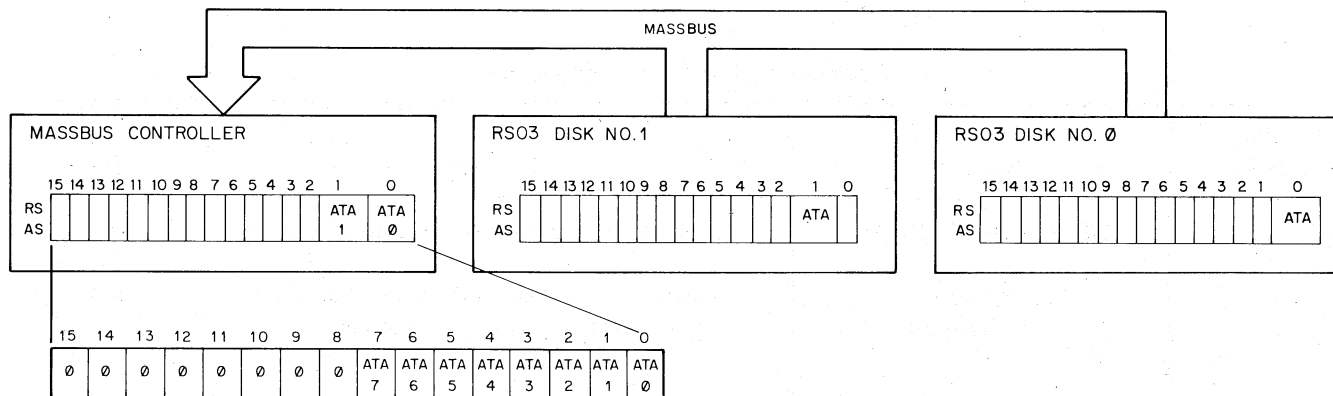 MASSBUS
MASSBUS CONTROLLER
15 14 13 12 11 10 9 8 7 6 5 4 3 2 1 0
RS
AS
ATA
1
ATA
Ø
RS03 DISK NO.1
15 14 13 12 11 10 9 8 7 6 5 4 3 2 1 0
RS
AS
ATA
RS03 DISK NO. Ø
15 14 13 12 11 10 9 8 7 6 5 4 3 2 1 0
RS
AS
ATA
15 14 13 12 11 10 9 8 7 6 5 4 3 2 1 0
Ø Ø Ø Ø Ø Ø Ø Ø ATA ATA ATA ATA ATA ATA ATA ATA
7 6 5 4 3 2 1 Ø